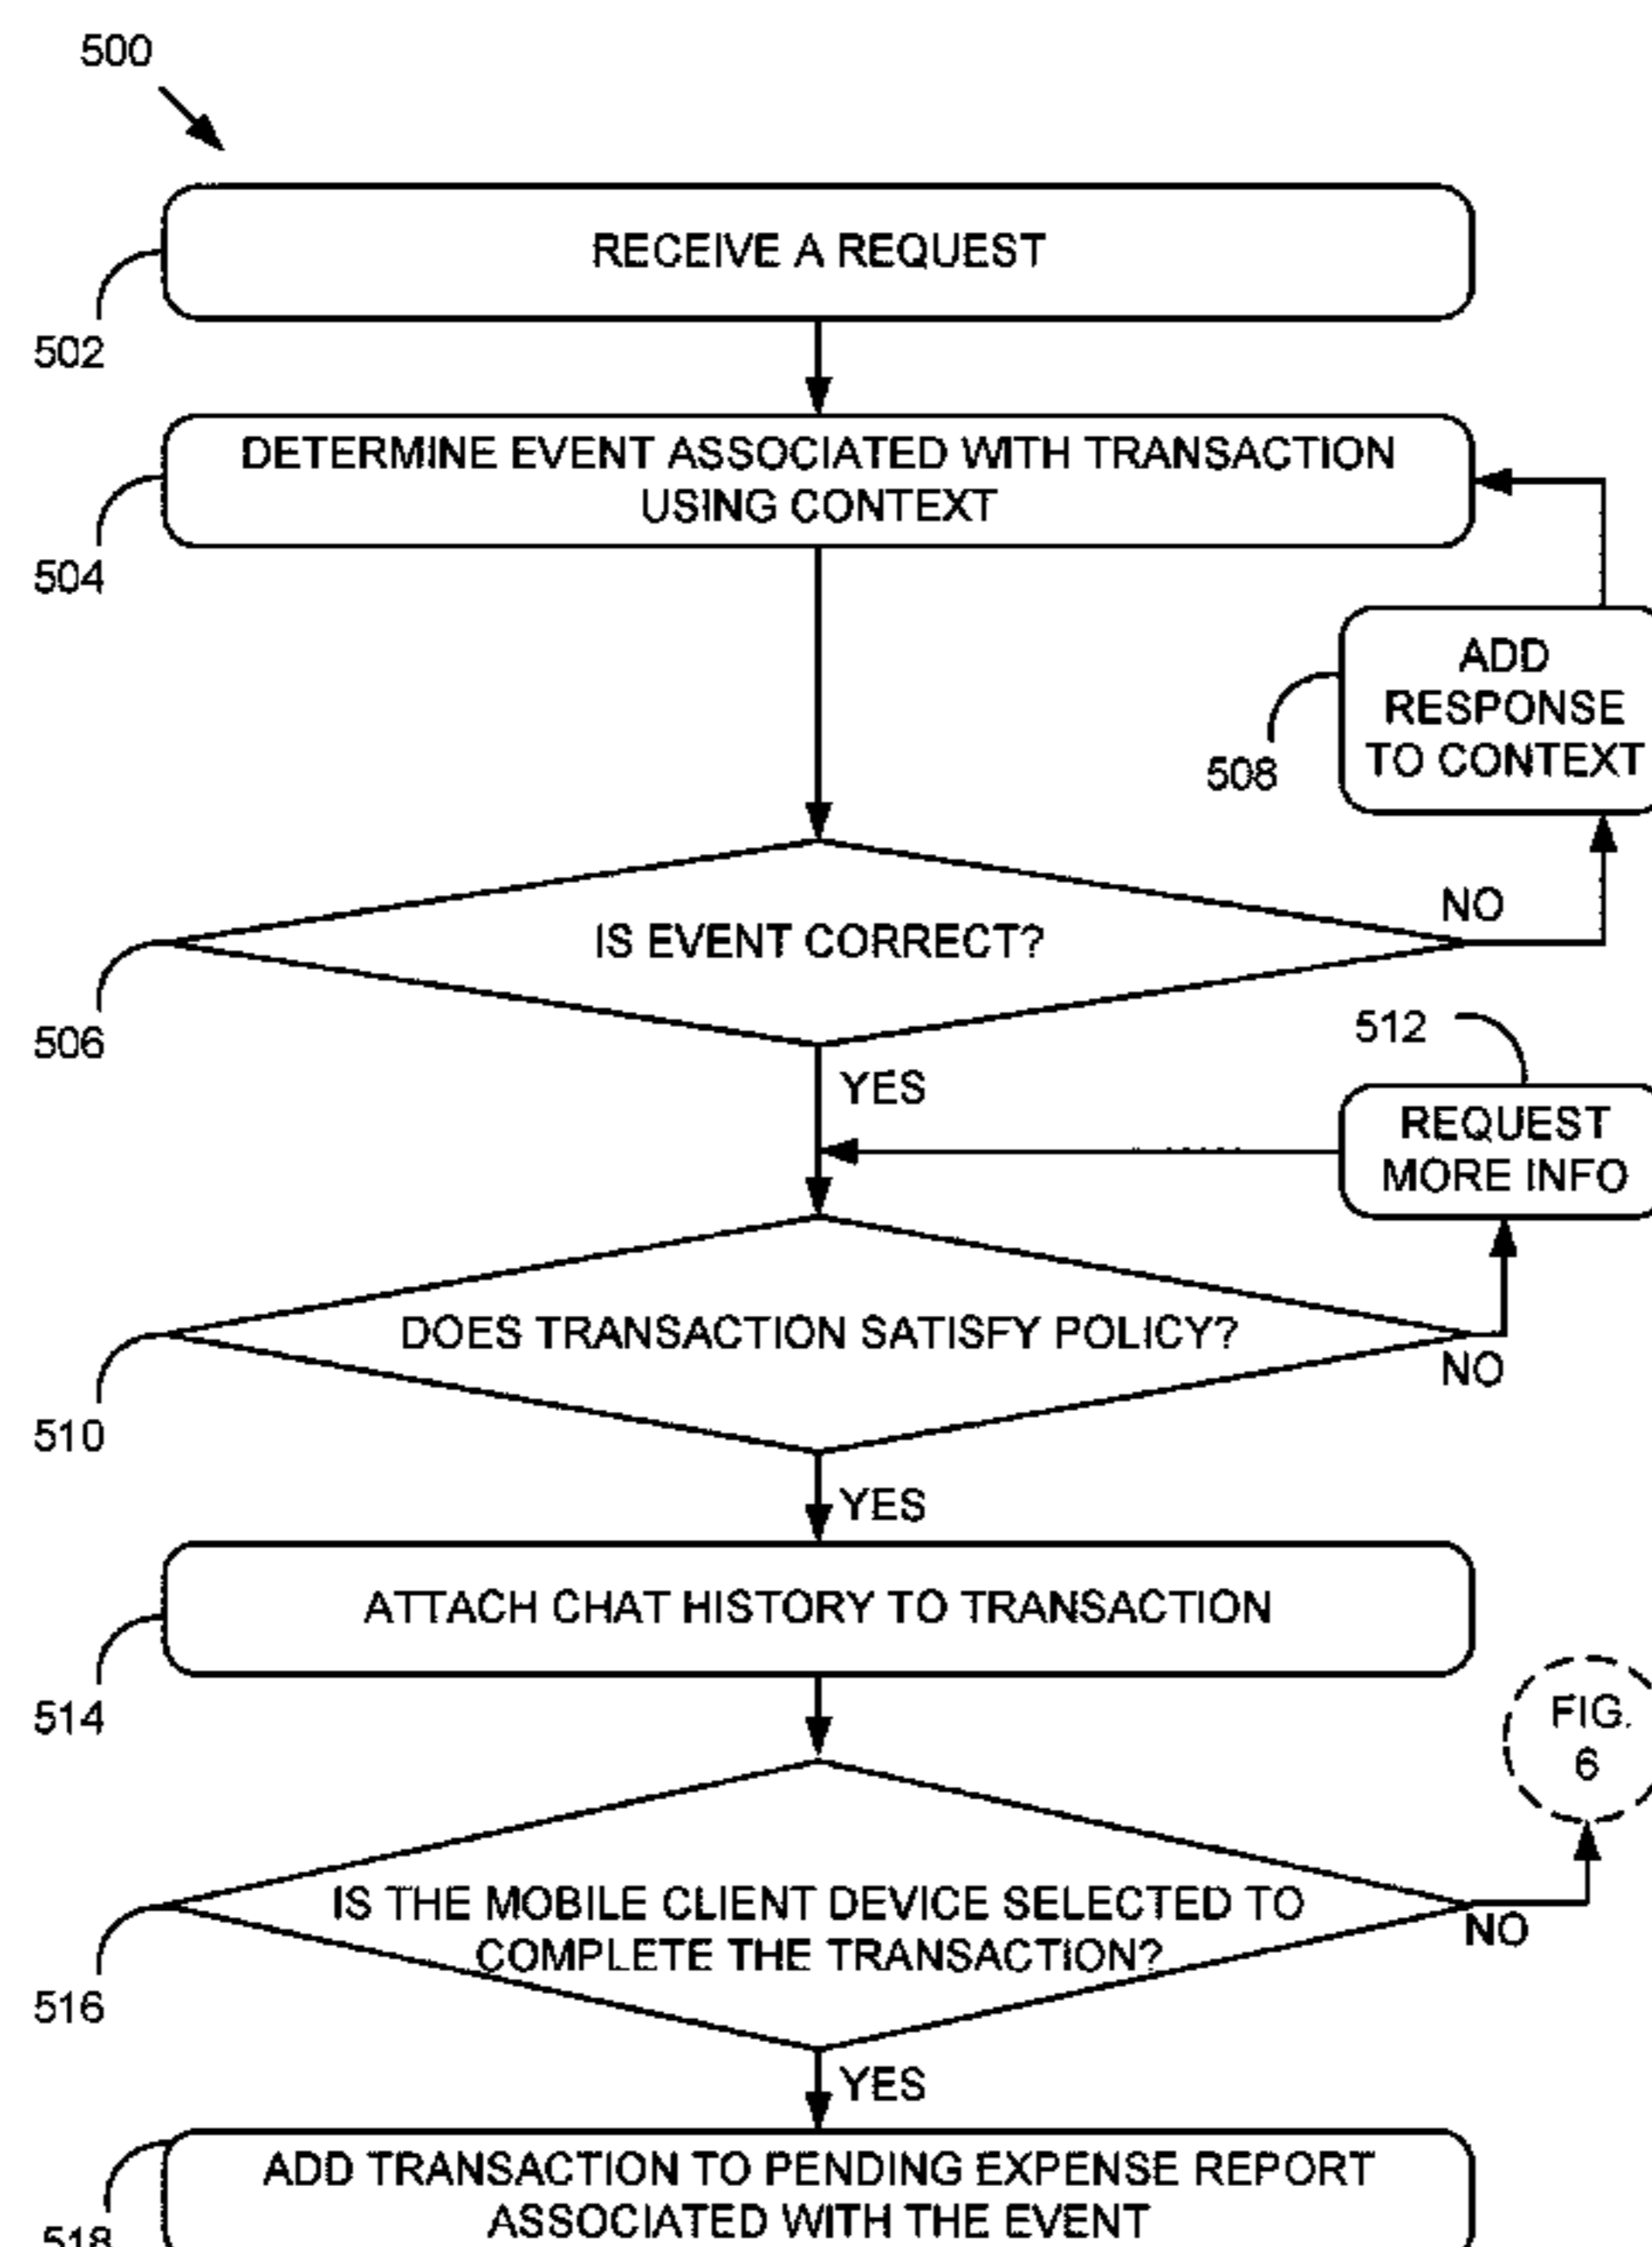 500
RECEIVE A REQUEST
502
DETERMINE EVENT ASSOCIATED WITH TRANSACTION
USING CONTEXT
504
ADD
RESPONSE
TO CONTEXT
508
NO
IS EVENT CORRECT?
506
512
YES
REQUEST
MORE INFO
DOES TRANSACTION SATISFY POLICY?
NO
510
YES
ATTACH CHAT HISTORY TO TRANSACTION
514
FIG.
6
IS THE MOBILE CLIENT DEVICE SELECTED TO
COMPLETE THE TRANSACTION?
NO
516
YES
ADD TRANSACTION TO PENDING EXPENSE REPORT
ASSOCIATED WITH THE EVENT
518